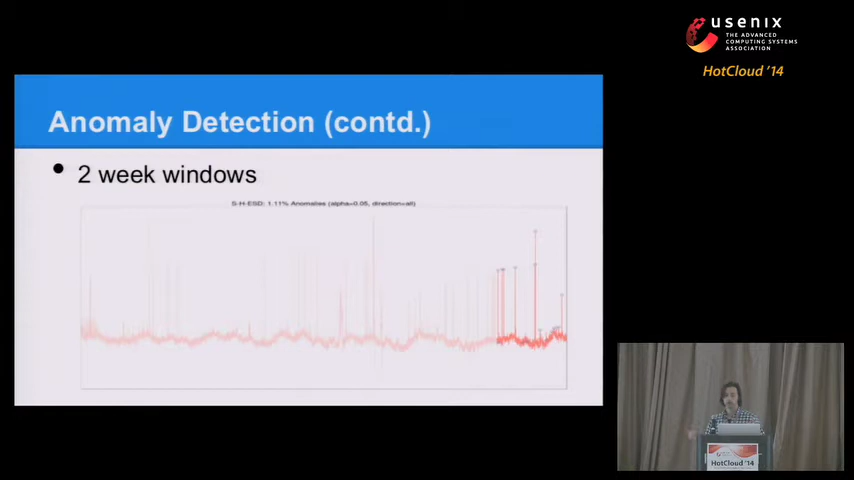 usenix
THE ADVANCED
COMPUTING SYSTEMS
ASSOCIATION
HotCloud '14
Anomaly Detection (contd.)
• 2 week windows
S-H-ESD: 1.11% Anomalies (alpha=0.05, direction=all)
HotCloud '14